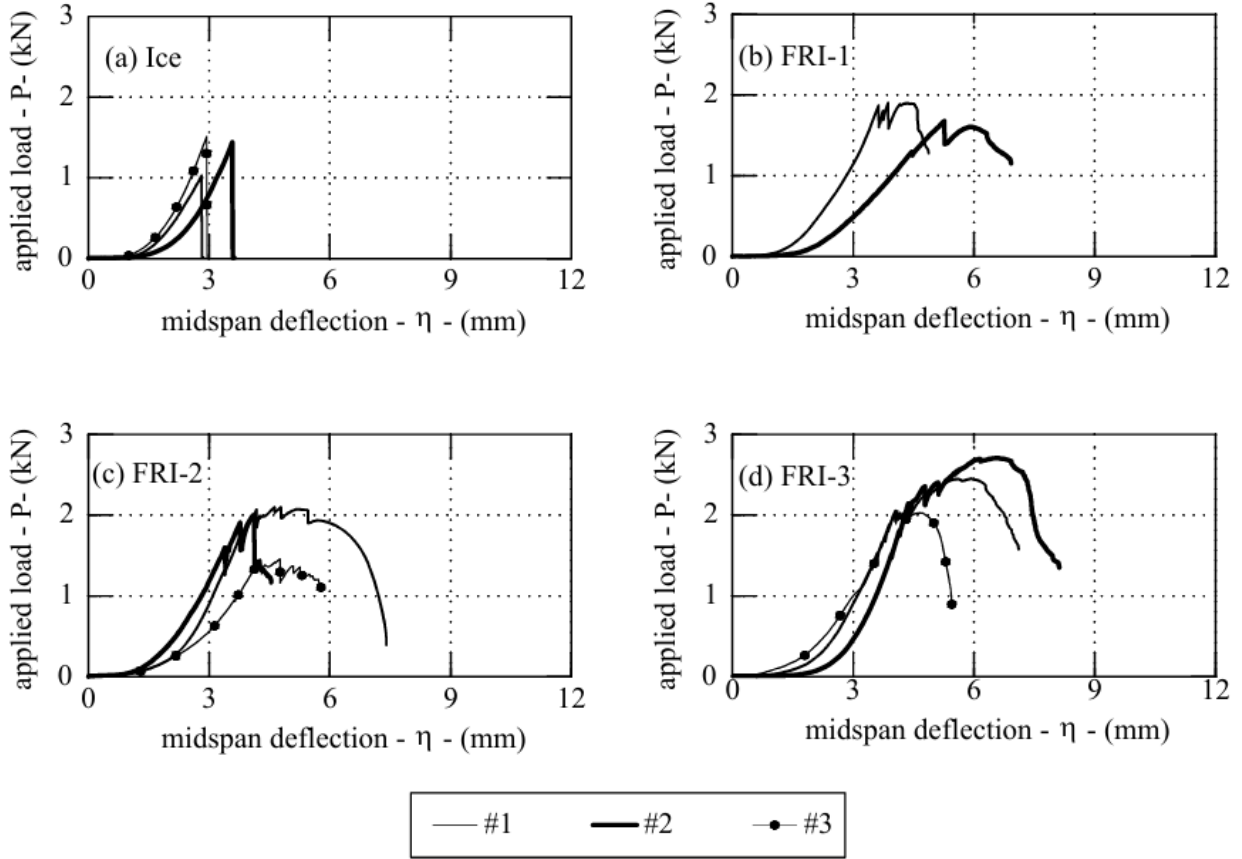 (a) Ice
applied load - P- (kN)
3
2
1
0
0 3 6 9 12
midspan deflection - η - (mm)
(b) FRI-1
applied load - P- (kN)
3
2
1
0
0 3 6 9 12
midspan deflection - η - (mm)
(c) FRI-2
applied load - P- (kN)
3
2
1
0
0 3 6 9 12
midspan deflection - η - (mm)
(d) FRI-3
applied load - P- (kN)
3
2
1
0
0 3 6 9 12
midspan deflection - η - (mm)
#1 #2 #3